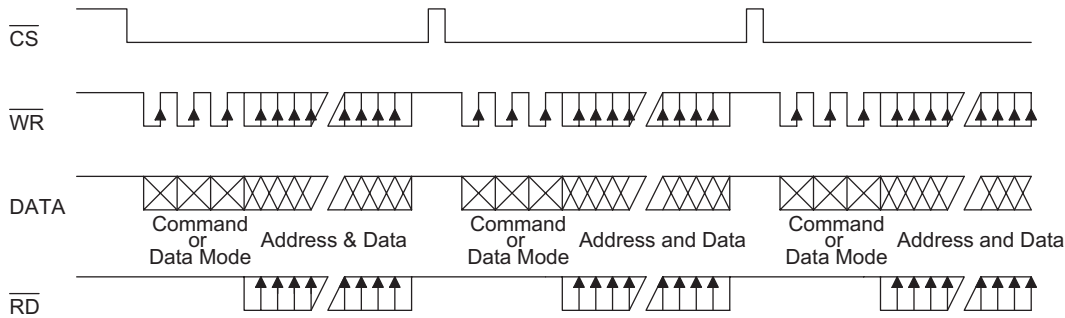 CS
WR
DATA
Command
or
Data Mode
Address & Data
Command
or
Data Mode
Address and Data
Command
or
Data Mode
Address and Data
RD